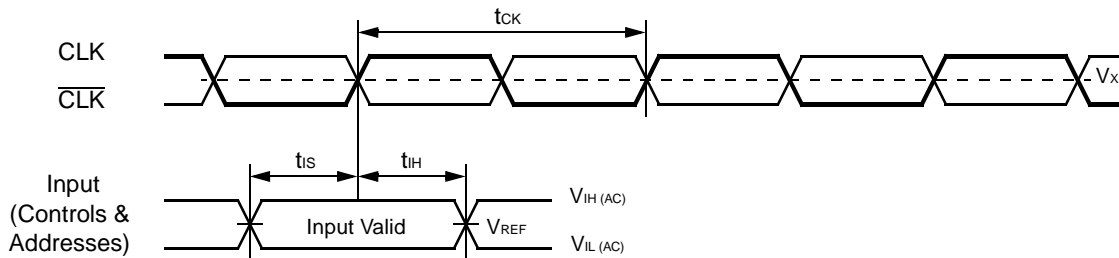 tCK
CLK
CLK
VX
tIS
tIH
Input
(Controls &
Addresses)
VIH (AC)
Input Valid
VREF
VIL (AC)